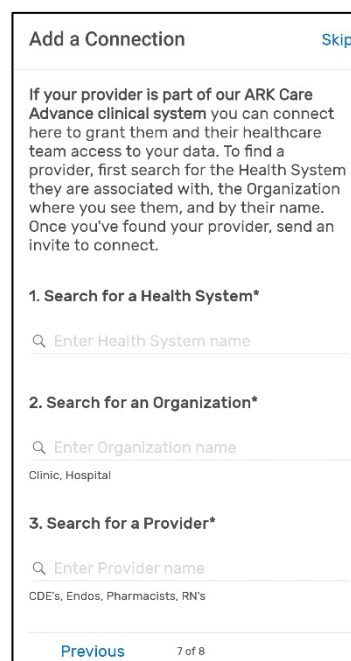 Add a Connection
Skip
If your provider is part of our ARK Care
Advance clinical system you can connect
here to grant them and their healthcare
team access to your data. To find a
provider, first search for the Health System
they are associated with, the Organization
where you see them, and by their name.
Once you've found your provider, send an
invite to connect.
1. Search for a Health System*
Enter Health System name
2. Search for an Organization*
Enter Organization name
Clinic, Hospital
3. Search for a Provider*
Enter Provider name
CDE's, Endos, Pharmacists, RN's
Previous
7 of 8